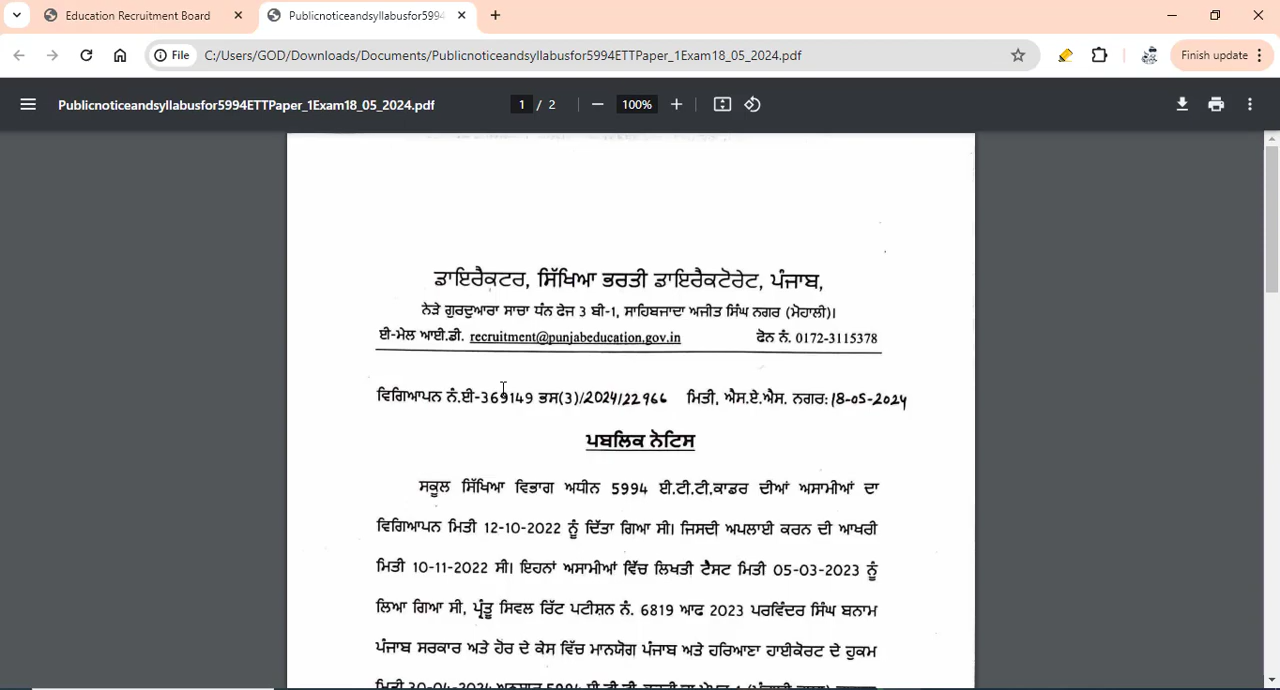 Education Recruitment Board
Publicnoticeandsyllabusfor5994
File
C:/Users/GOD/Downloads/Documents/Publicnoticeandsyllabusfor5994ETTPaper_1Exam18_05_2024.pdf
Finish update
Publicnoticeandsyllabusfor5994ETTPaper_1Exam18_05_2024.pdf
1 / 2
100%
ਡਾਇਰੈਕਟਰ, ਸਿੱਖਿਆ ਭਰਤੀ ਡਾਇਰੈਕਟੋਰੇਟ, ਪੰਜਾਬ,
ਨੇੜੇ ਗੁਰਦੁਆਰਾ ਸਾਚਾ ਧੰਨ ਫੇਜ 3 ਬੀ-1, ਸਾਹਿਬਜਾਦਾ ਅਜੀਤ ਸਿੰਘ ਨਗਰ (ਮੋਹਾਲੀ)।
ਈ-ਮੇਲ ਆਈ.ਡੀ. recruitment@punjabeducation.gov.in ਫੋਨ ਨੰ. 0172-3115378
ਵਿਗਿਆਪਨ ਨੰ.ਈ-369149 ਭਸ(3)/2024/22966 ਮਿਤੀ, ਐਸ.ਏ.ਐਸ. ਨਗਰ: 18-05-2024
ਪਬਲਿਕ ਨੋਟਿਸ
ਸਕੂਲ ਸਿੱਖਿਆ ਵਿਭਾਗ ਅਧੀਨ 5994 ਈ.ਟੀ.ਟੀ.ਕਾਡਰ ਦੀਆਂ ਅਸਾਮੀਆਂ ਦਾ
ਵਿਗਿਆਪਨ ਮਿਤੀ 12-10-2022 ਨੂੰ ਦਿੱਤਾ ਗਿਆ ਸੀ। ਜਿਸਦੀ ਅਪਲਾਈ ਕਰਨ ਦੀ ਆਖਰੀ
ਮਿਤੀ 10-11-2022 ਸੀ। ਇਹਨਾਂ ਅਸਾਮੀਆਂ ਵਿੱਚ ਲਿਖਤੀ ਟੈਸਟ ਮਿਤੀ 05-03-2023 ਨੂੰ
ਲਿਆ ਗਿਆ ਸੀ, ਪ੍ਰੰਤੂ ਸਿਵਲ ਰਿੱਟ ਪਟੀਸ਼ਨ ਨੰ. 6819 ਆਫ 2023 ਪਰਵਿੰਦਰ ਸਿੰਘ ਬਨਾਮ
ਪੰਜਾਬ ਸਰਕਾਰ ਅਤੇ ਹੋਰ ਦੇ ਕੇਸ ਵਿੱਚ ਮਾਨਯੋਗ ਪੰਜਾਬ ਅਤੇ ਹਰਿਆਣਾ ਹਾਈਕੋਰਟ ਦੇ ਹੁਕਮ